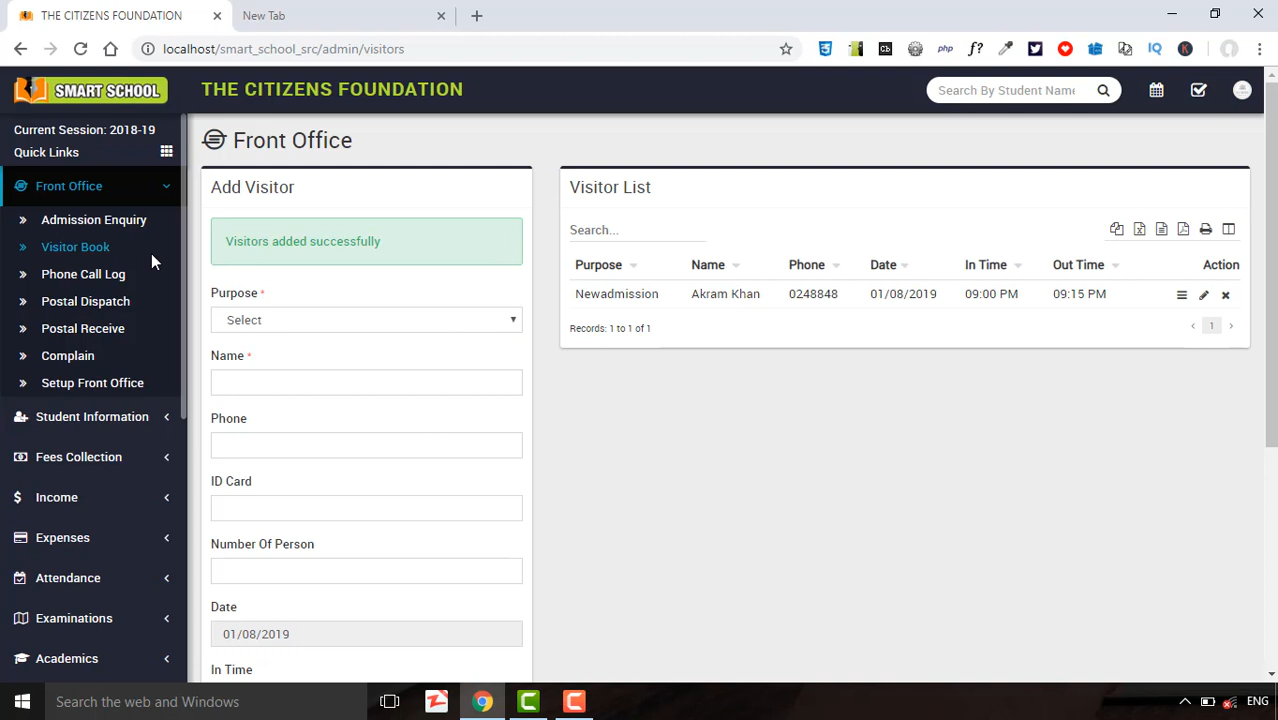 THE CITIZENS FOUNDATION
New Tab
localhost/smart_school_src/admin/visitors
Cb
php
f?
IQ
K
SMART SCHOOL
THE CITIZENS FOUNDATION
Search By Student Name
Current Session: 2018-19
Quick Links
Front Office
Admission Enquiry
Visitor Book
Phone Call Log
Postal Dispatch
Postal Receive
Complain
Setup Front Office
Student Information
Fees Collection
Income
Expenses
Attendance
Examinations
Academics
Front Office
Add Visitor
Visitors added successfully
Purpose *
Select
Name *
Phone
ID Card
Number Of Person
Date
01/08/2019
In Time
Visitor List
Search...
Purpose Name Phone Date In Time Out Time Action
Newadmission Akram Khan 0248848 01/08/2019 09:00 PM 09:15 PM
Records: 1 to 1 of 1
1
Search the web and Windows
ENG